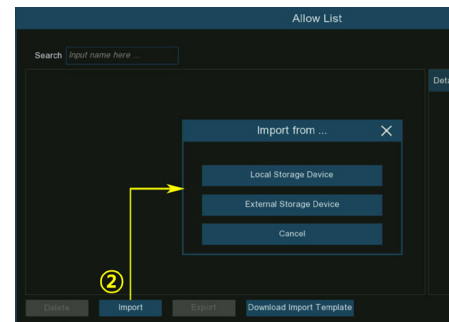 Allow List
Search Input name here ...
Deta
Import from ... X
Local Storage Device
External Storage Device
Cancel
②
Delete Import Export Download Import Template